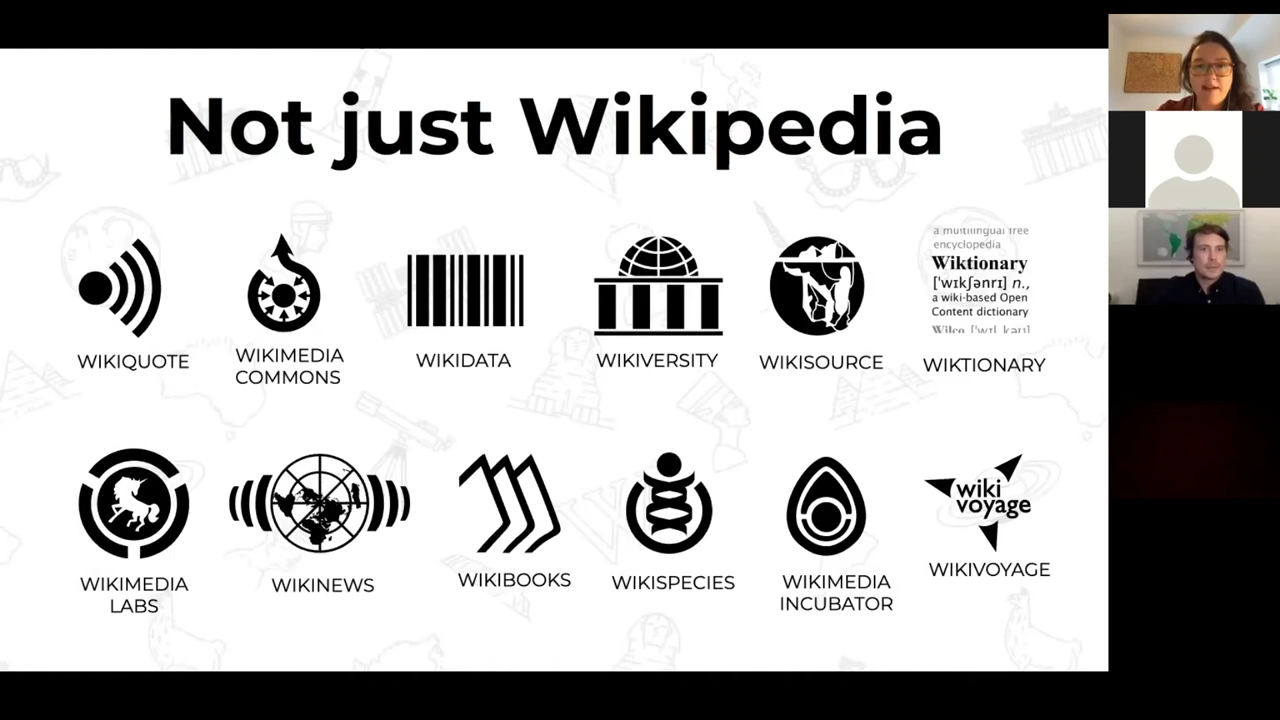 Not just Wikipedia
WIKIQUOTE
WIKIMEDIA
COMMONS
WIKIDATA
WIKIVERSITY
WIKISOURCE
a multilingual free
encyclopedia
Wiktionary
['wɪkʃənrɪ] n.,
a wiki-based Open
Content dictionary
WIKTIONARY
WIKIMEDIA
LABS
WIKINEWS
WIKIBOOKS
WIKISPECIES
WIKIMEDIA
INCUBATOR
wiki
voyage
WIKIVOYAGE